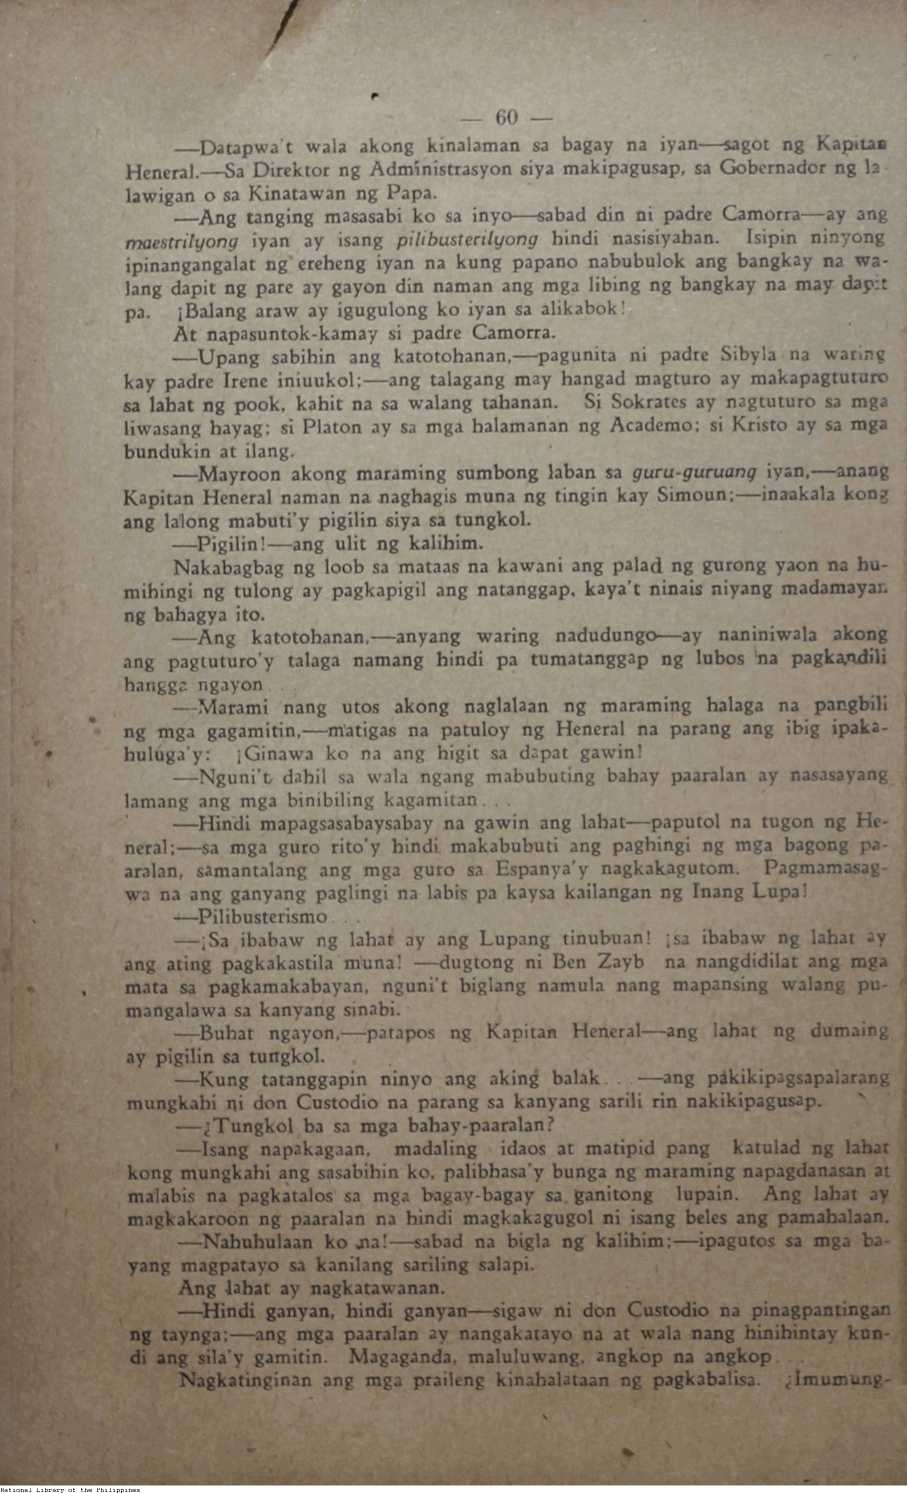 — 60 —
—Datapwa't wala akong kinalaman sa bagay na iyan—sagot ng Kapitan
Heneral.—Sa Direktor ng Administrasyon siya makipagusap, sa Gobernador ng la-
lawigan o sa Kinatawan ng Papa.
—Ang tanging masasabi ko sa inyo—sabad din ni padre Camorra—ay ang
maestrilyong iyan ay isang pilibusterilyong hindi nasisiyahan. Isipin ninyong
ipinangangalat ng ereheng iyan na kung papano nabubulok ang bangkay na wa-
lang dapit ng pare ay gayon din naman ang mga libing ng bangkay na may dapit
pa. ¡Balang araw ay igugulong ko iyan sa alikabok!
At napasuntok-kamay si padre Camorra.
—Upang sabihin ang katotohanan,—pagunita ni padre Sibyla na waring
kay padre Irene iniuukol;—ang talagang may hangad magturo ay makapagtuturo
sa lahat ng pook, kahit na sa walang tahanan. Si Sokrates ay nagtuturo sa mga
liwasang hayag; si Platon ay sa mga halamanan ng Academo; si Kristo ay sa mga
bundukin at ilang.
—Mayroon akong maraming sumbong laban sa guru-guruang iyan,—anang
Kapitan Heneral naman na naghagis muna ng tingin kay Simoun;—inaakala kong
ang lalong mabuti'y pigilin siya sa tungkol.
—Pigilin!—ang ulit ng kalihim.
Nakabagbag ng loob sa mataas na kawani ang palad ng gurong yaon na hu-
mihingi ng tulong ay pagkapigil ang natanggap, kaya't ninais niyang madamayan
ng bahagya ito.
—Ang katotohanan,—anyang waring nadudungo—ay naniniwala akong
ang pagtuturo'y talaga namang hindi pa tumatanggap ng lubos na pagkandili
hangga ngayon . . .
—Marami nang utos akong naglalaan ng maraming halaga na pangbili
ng mga gagamitin,—matigas na patuloy ng Heneral na parang ang ibig ipaka-
huluga'y: ¡Ginawa ko na ang higit sa dapat gawin!
—Nguni't dahil sa wala ngang mabubuting bahay paaralan ay nasasayang
lamang ang mga binibiling kagamitan . . .
—Hindi mapagsasabaysabay na gawin ang lahat—paputol na tugon ng He-
neral;—sa mga guro rito'y hindi makabubuti ang paghingi ng mga bagong pa-
aralan, samantalang ang mga guro sa Espanya'y nagkakagutom. Pagmamasag-
wa na ang ganyang paglingi na labis pa kaysa kailangan ng Inang Lupa!
—Pilibusterismo . . .
—¡Sa ibabaw ng lahat ay ang Lupang tinubuan! ¡sa ibabaw ng lahat ay
ang ating pagkakastila muna! —dugtong ni Ben Zayb na nangdidilat ang mga
mata sa pagkamakabayan, nguni't biglang namula nang mapansing walang pu-
mangalawa sa kanyang sinabi.
—Buhat ngayon,—patapos ng Kapitan Heneral—ang lahat ng dumaing
ay pigilin sa tungkol.
—Kung tatanggapin ninyo ang aking balak . . . —ang pakikipagsapalarang
mungkahi ni don Custodio na parang sa kanyang sarili rin nakikipagusap.
—¿Tungkol ba sa mga bahay-paaralan?
—Isang napakagaan, madaling idaos at matipid pang katulad ng lahat
kong mungkahi ang sasabihin ko, palibhasa'y bunga ng maraming napagdanasan at
malabis na pagkatalos sa mga bagay-bagay sa ganitong lupain. Ang lahat ay
magkakaroon ng paaralan na hindi magkakagugol ni isang beles ang pamahalaan.
—Nahuhulaan ko na!—sabad na bigla ng kalihim;—ipagutos sa mga ba-
yang magpatayo sa kanilang sariling salapi.
Ang lahat ay nagkatawanan.
—Hindi ganyan, hindi ganyan—sigaw ni don Custodio na pinagpantingan
ng taynga;—ang mga paaralan ay nangakatayo na at wala nang hinihintay kun-
di ang sila'y gamitin. Magaganda, maluluwang, angkop na angkop . . .
Nagkatinginan ang mga praileng kinahalataan ng pagkabalisa. ¿Imumung-
National Library of the Philippines